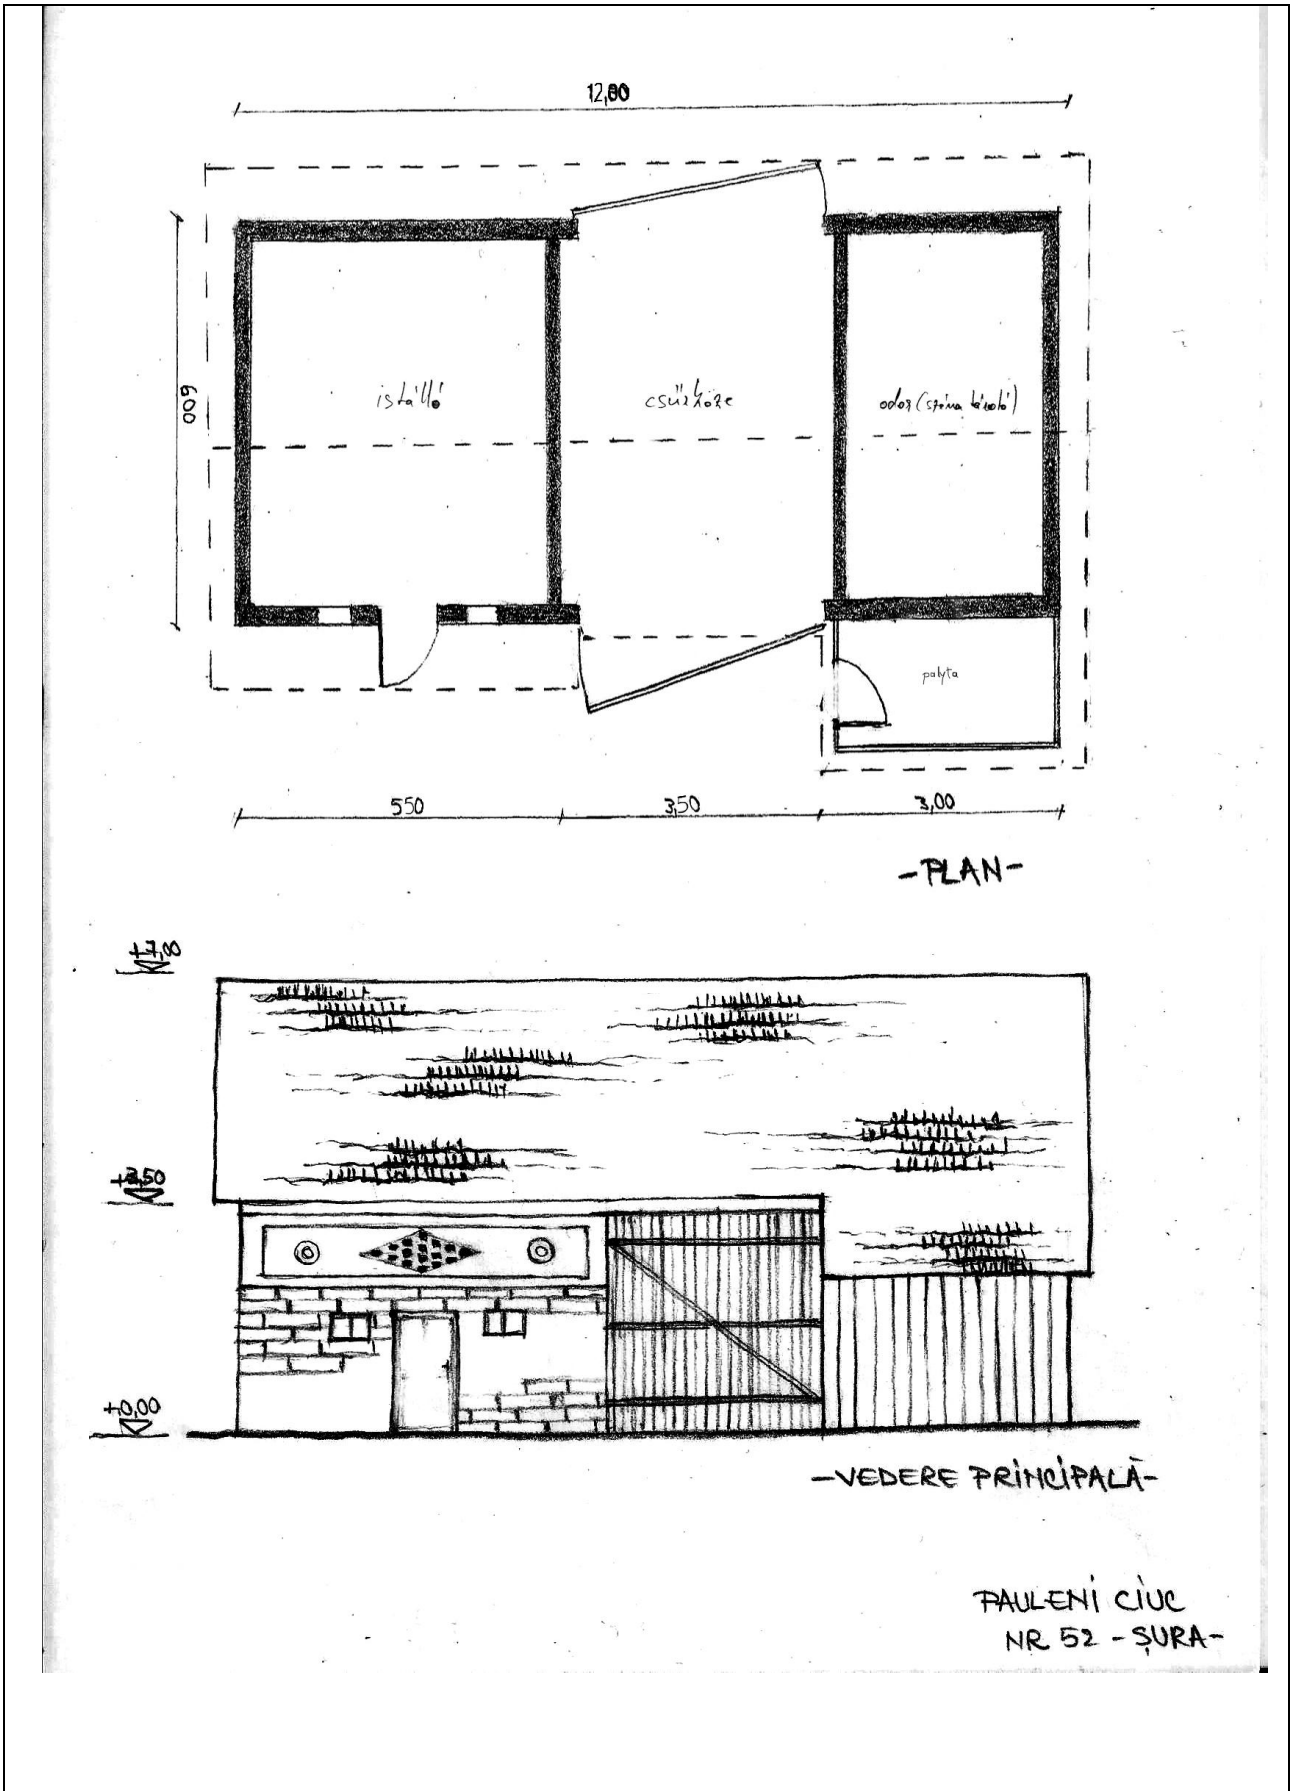 12,00
600
istálló
csűrköze
odor (széna tároló)
palyta
550
3,50
3,00
-PLAN-
+7,00
+3,50
+0,00
-VEDERE PRINCIPALĂ-
PAULENI CIUC
NR 52 - ȘURA-